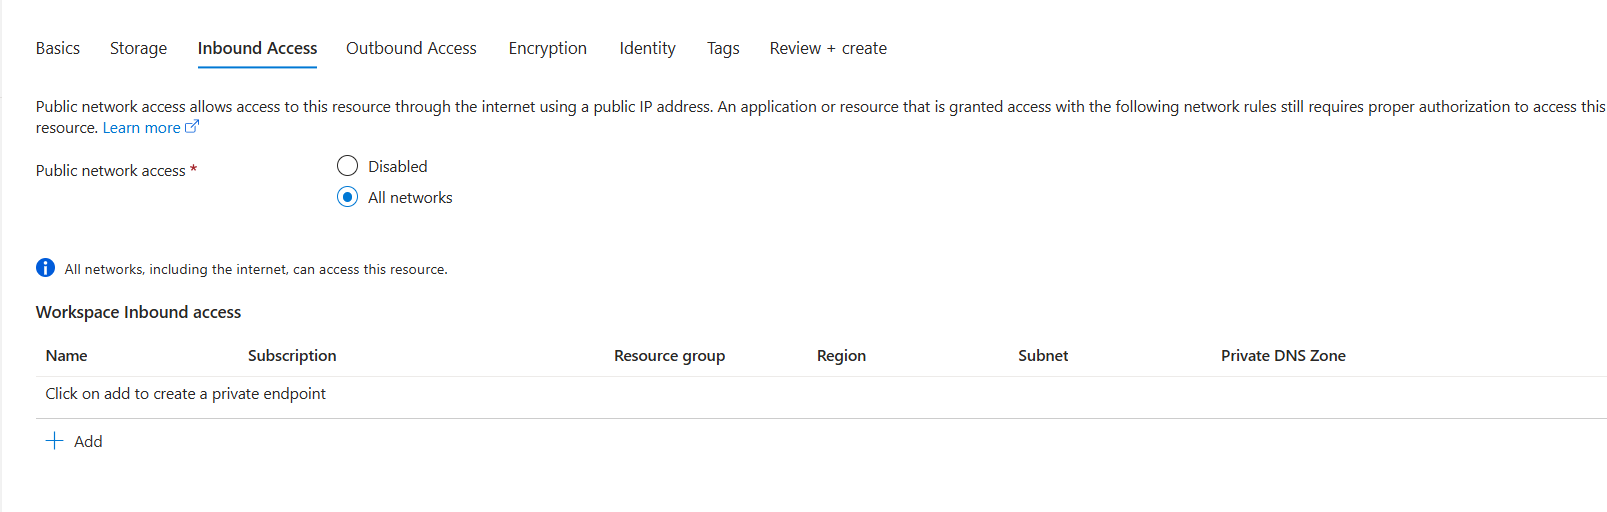 Basics Storage Inbound Access Outbound Access Encryption Identity Tags Review + create
Public network access allows access to this resource through the internet using a public IP address. An application or resource that is granted access with the following network rules still requires proper authorization to access this
resource. Learn more
Public network access *
Disabled
All networks
All networks, including the internet, can access this resource.
Workspace Inbound access
Name Subscription Resource group Region Subnet Private DNS Zone
Click on add to create a private endpoint
+ Add